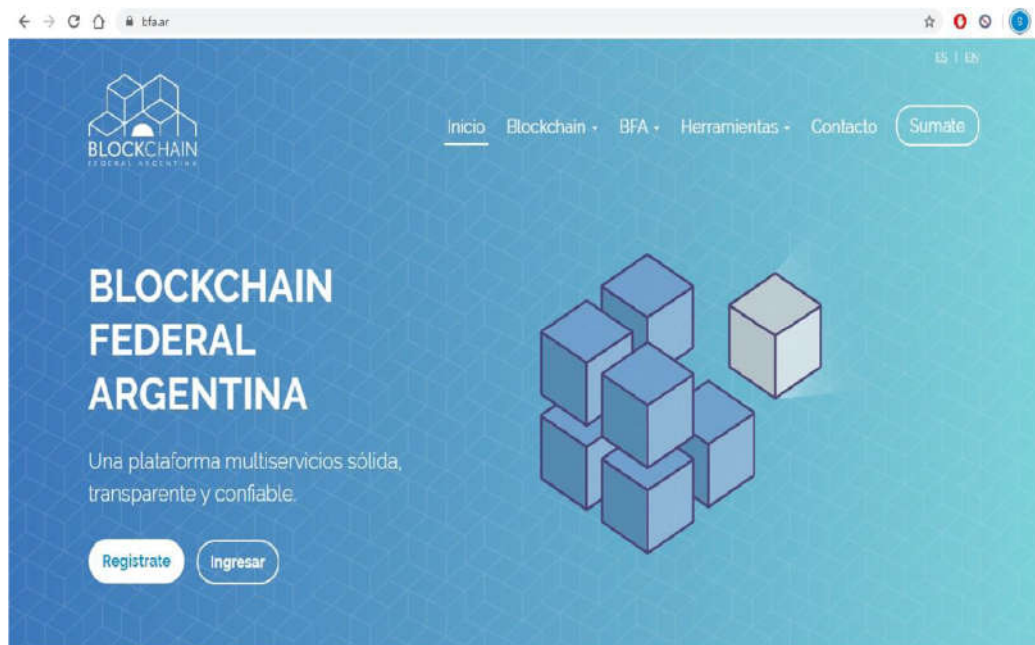 bfa.ar
ES | EN
BLOCKCHAIN
FEDERAL ARGENTINA
Inicio Blockchain BFA Herramientas Contacto Sumate
BLOCKCHAIN
FEDERAL
ARGENTINA
Una plataforma multiservicios sólida,
transparente y confiable.
Registrate Ingresar